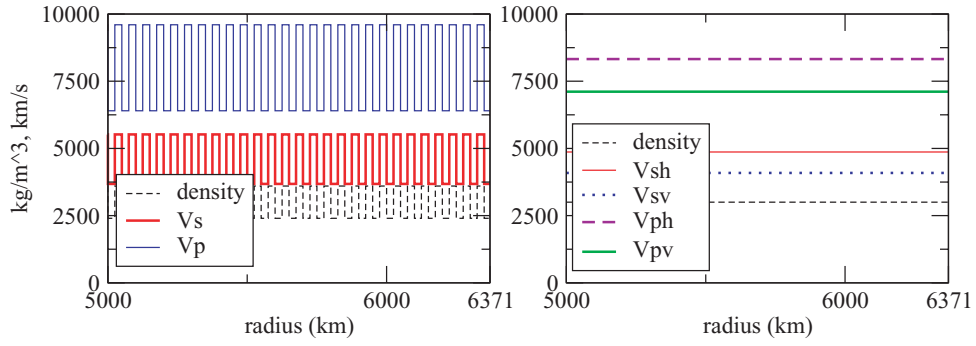 kg/m^3, km/s
10000
7500
5000
2500
0
density
Vs
Vp
5000
6000
6371
radius (km)
10000
7500
5000
2500
0
density
Vsh
Vsv
Vph
Vpv
5000
6000
6371
radius (km)